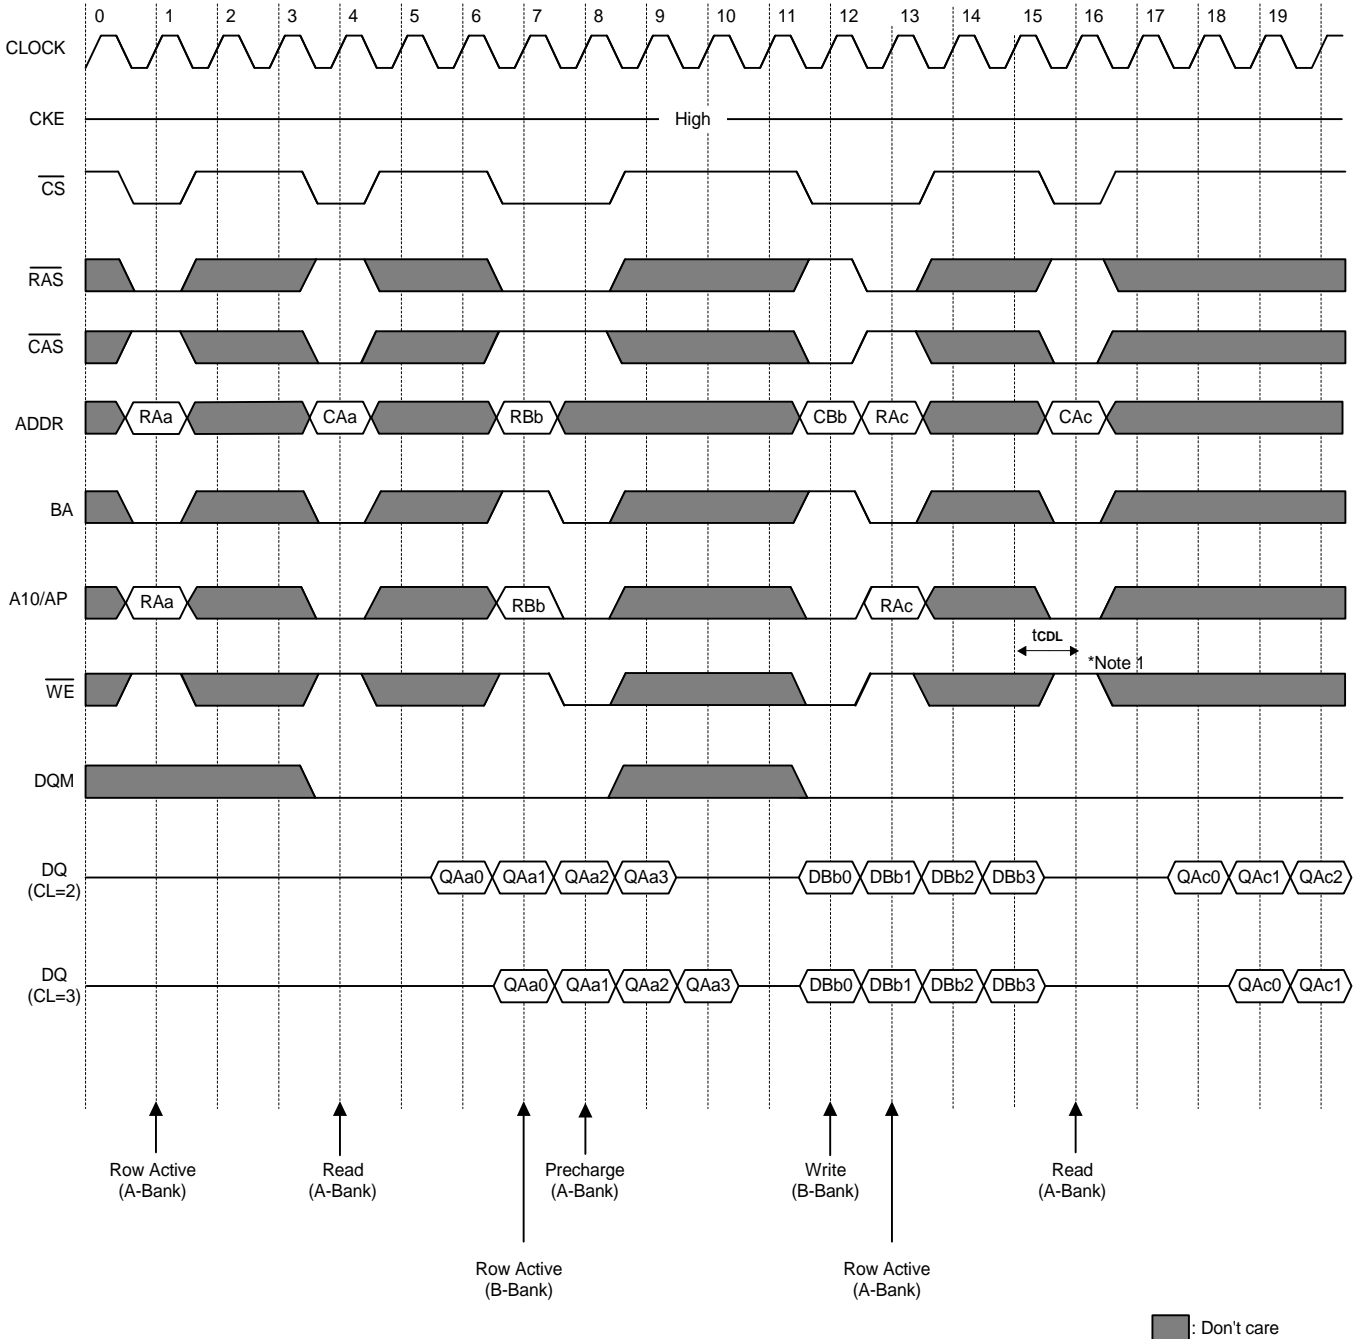 0 1 2 3 4 5 6 7 8 9 10 11 12 13 14 15 16 17 18 19
CLOCK
CKE High
CS
RAS
CAS
ADDR RAa CAa RBb CBb RAc CAc
BA
A10/AP RAa RBb RAc
tCDL
*Note 1
WE
DQM
DQ
(CL=2) QAa0 QAa1 QAa2 QAa3 DBb0 DBb1 DBb2 DBb3 QAc0 QAc1 QAc2
DQ
(CL=3) QAa0 QAa1 QAa2 QAa3 DBb0 DBb1 DBb2 DBb3 QAc0 QAc1
Row Active
(A-Bank)
Read
(A-Bank)
Precharge
(A-Bank)
Write
(B-Bank)
Read
(A-Bank)
Row Active
(B-Bank)
Row Active
(A-Bank)
: Don't care